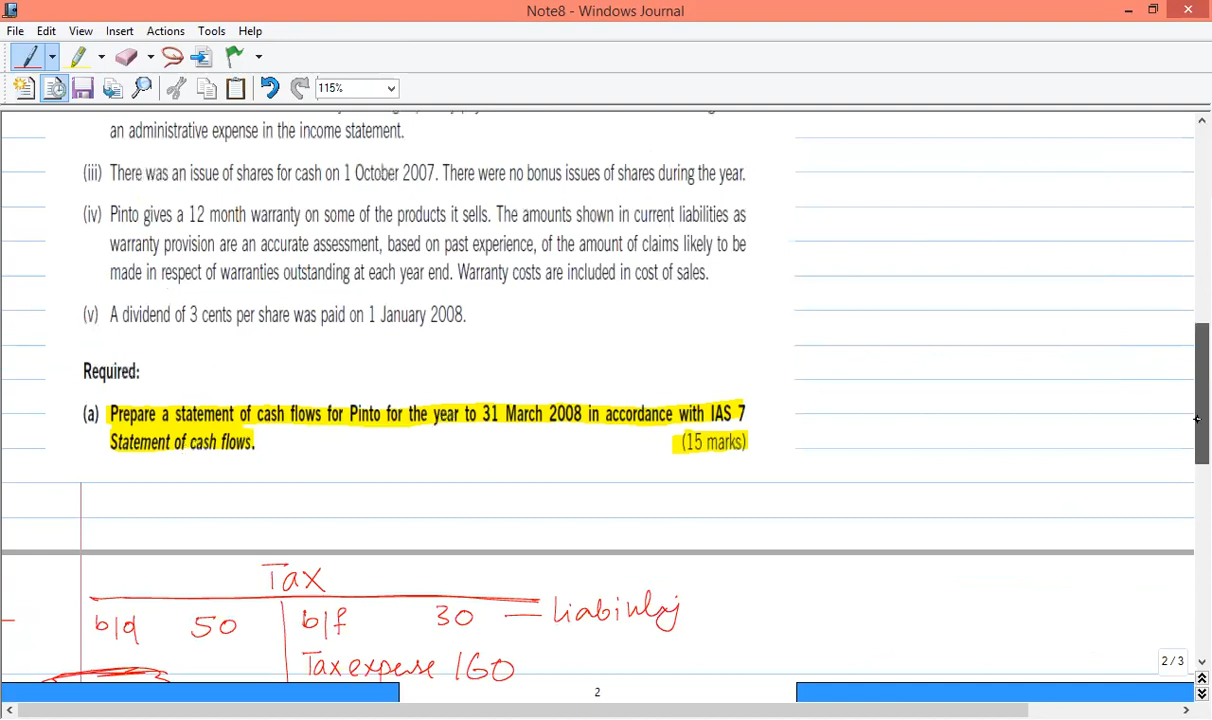 Note8 - Windows Journal
File Edit View Insert Actions Tools Help
115%
an administrative expense in the income statement.
(iii) There was an issue of shares for cash on 1 October 2007. There were no bonus issues of shares during the year.
(iv) Pinto gives a 12 month warranty on some of the products it sells. The amounts shown in current liabilities as
warranty provision are an accurate assessment, based on past experience, of the amount of claims likely to be
made in respect of warranties outstanding at each year end. Warranty costs are included in cost of sales.
(v) A dividend of 3 cents per share was paid on 1 January 2008.
Required:
(a) Prepare a statement of cash flows for Pinto for the year to 31 March 2008 in accordance with IAS 7
Statement of cash flows. (15 marks)
Tax
b/d 50 b/f 30 —
Tax expense 160
2/3
2